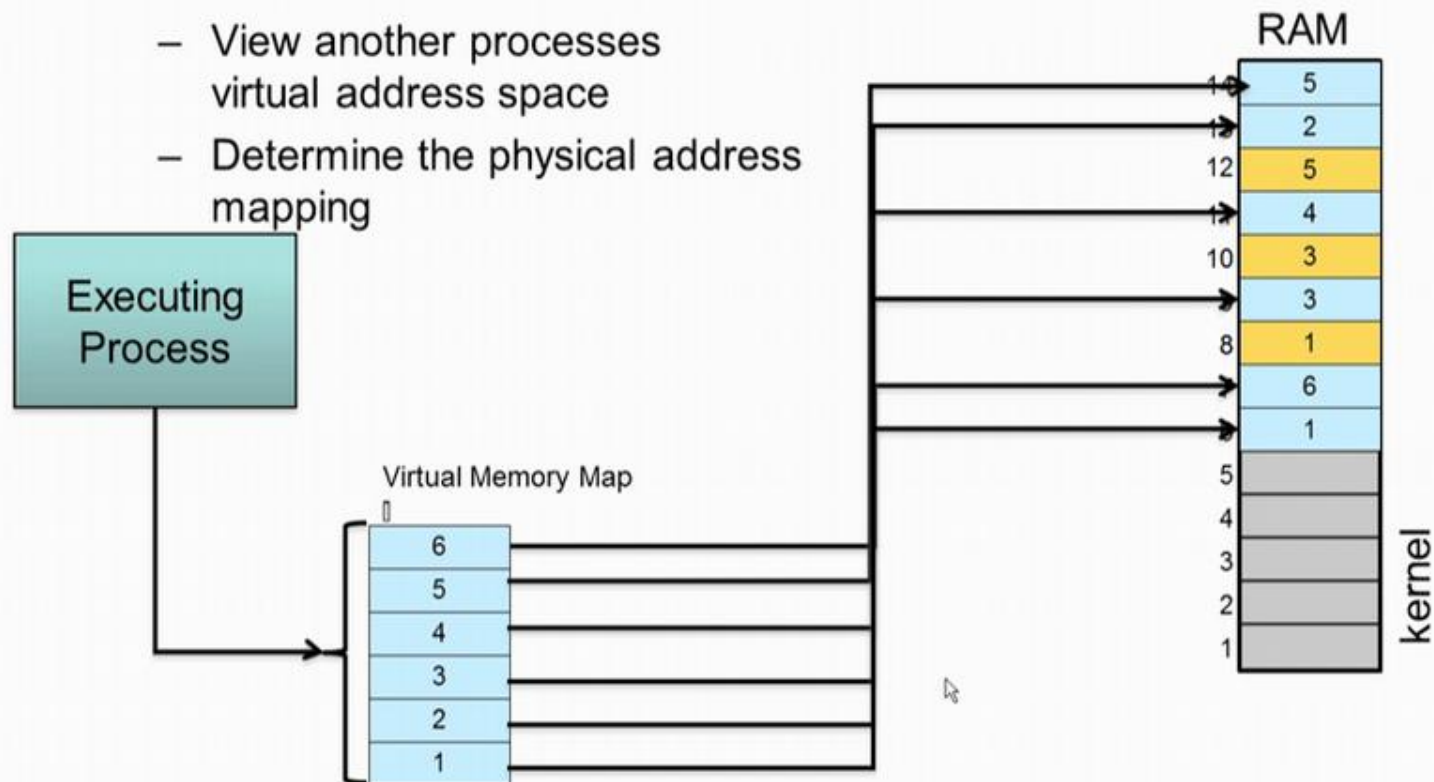 – View another processes
virtual address space
– Determine the physical address
mapping
Executing
Process
Virtual Memory Map
6
5
4
3
2
1
RAM
14 5
2
12 5
4
10 3
3
8 1
6
1
5
4
3
2
1
kernel